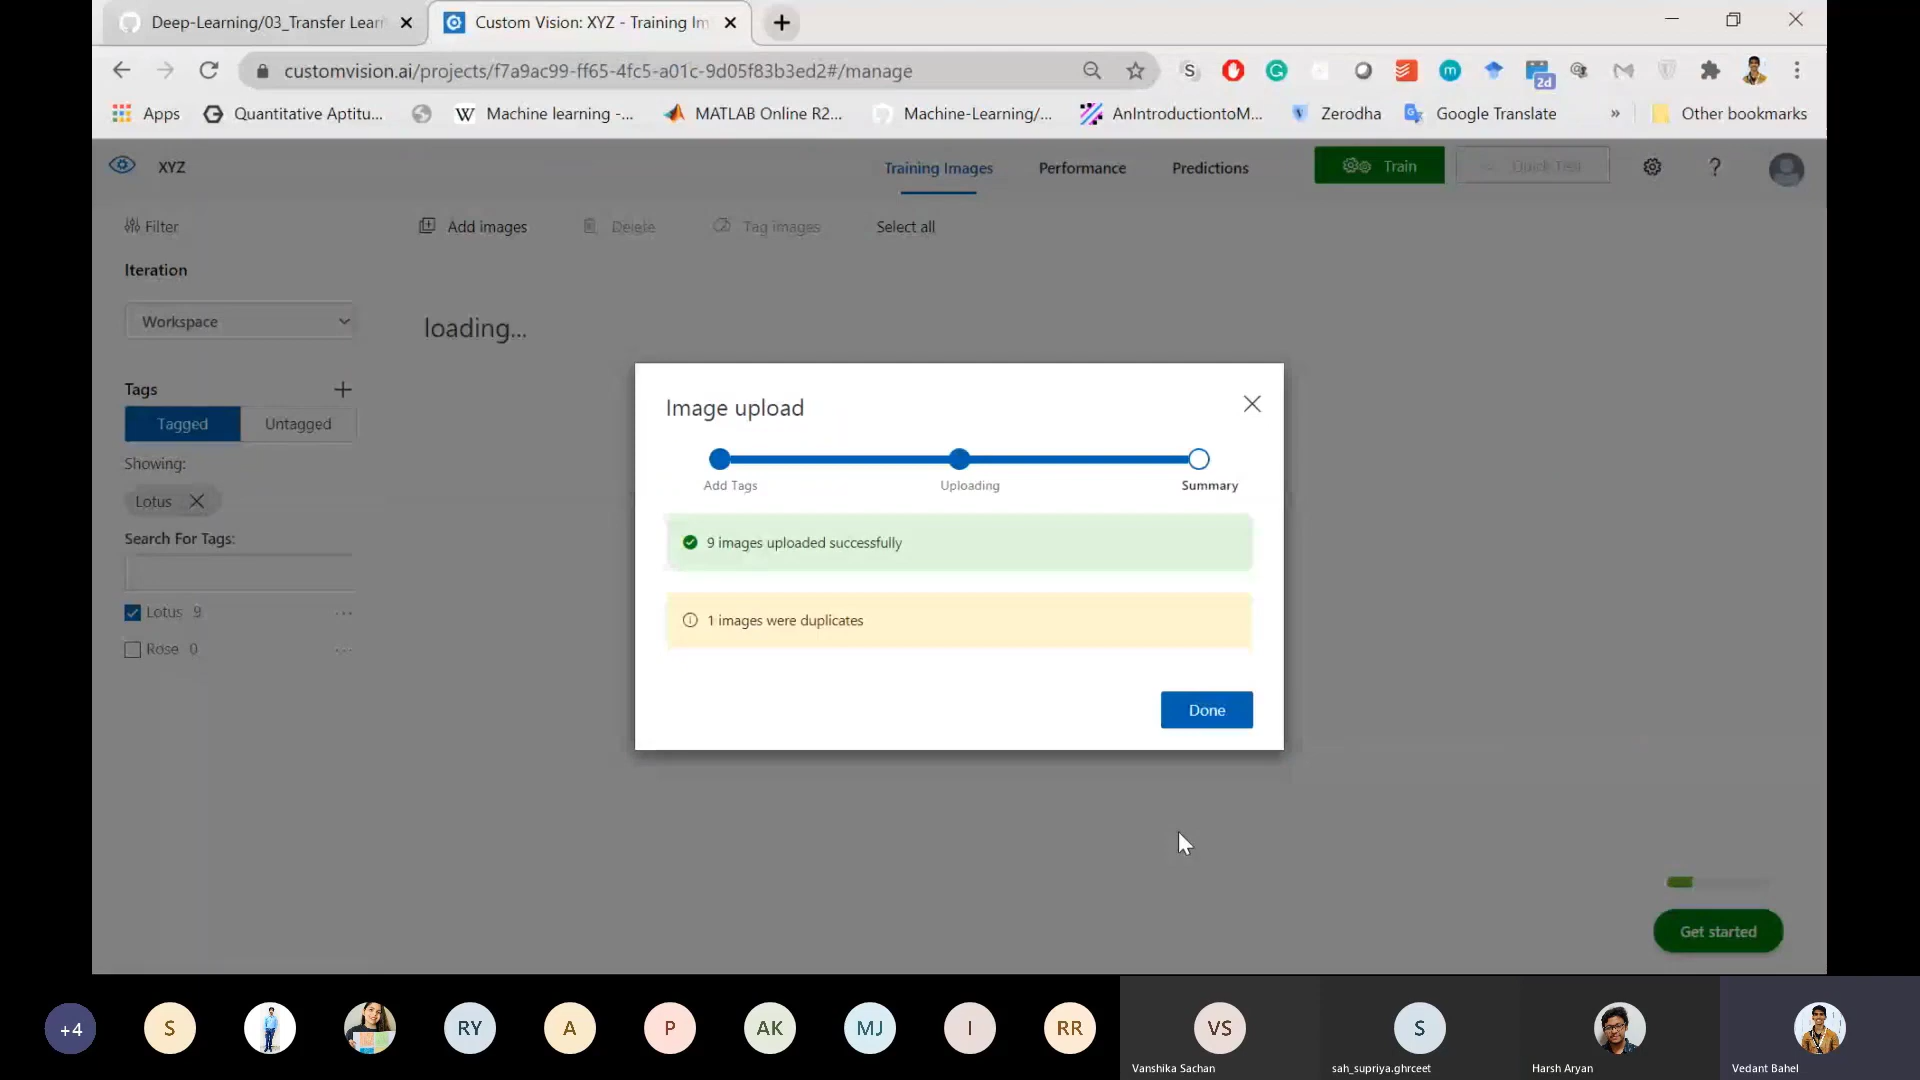 Deep-Learning/03_Transfer Lear
Custom Vision: XYZ - Training Im
customvision.ai/projects/f7a9ac99-ff65-4fc5-a01c-9d05f83b3ed2#/manage
S
m
2d
Apps
Quantitative Aptitu...
W Machine learning -...
MATLAB Online R2...
Machine-Learning/...
AnIntroductiontoM...
Zerodha
Google Translate
»
Other bookmarks
XYZ
Training Images
Performance
Predictions
Train
Quick Test
?
Filter
Add images
Delete
Tag images
Select all
Iteration
Workspace
loading...
Tags
Tagged
Untagged
Showing:
Lotus
Search For Tags:
Lotus 9
Rose 0
Image upload
Add Tags
Uploading
Summary
9 images uploaded successfully
1 images were duplicates
Done
Get started
+4
S
RY
A
P
AK
MJ
I
RR
VS
S
Vanshika Sachan
sah_supriya.ghrceet
Harsh Aryan
Vedant Bahel